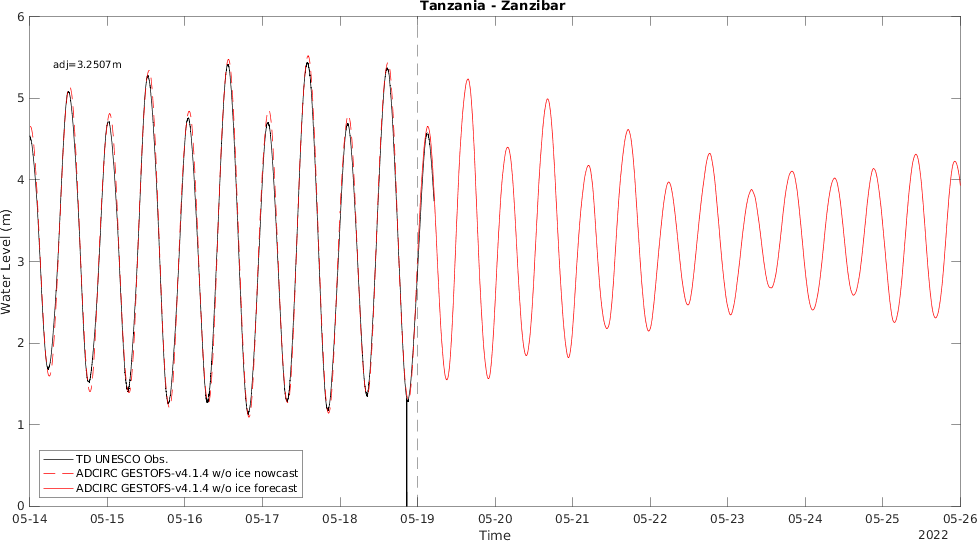 Tanzania - Zanzibar
6
adj=3.2507m
5
4
3
2
1
0
Water Level (m)
TD UNESCO Obs.
ADCIRC GESTOFS-v4.1.4 w/o ice nowcast
ADCIRC GESTOFS-v4.1.4 w/o ice forecast
05-14 05-15 05-16 05-17 05-18 05-19 05-20 05-21 05-22 05-23 05-24 05-25 05-26
Time
2022